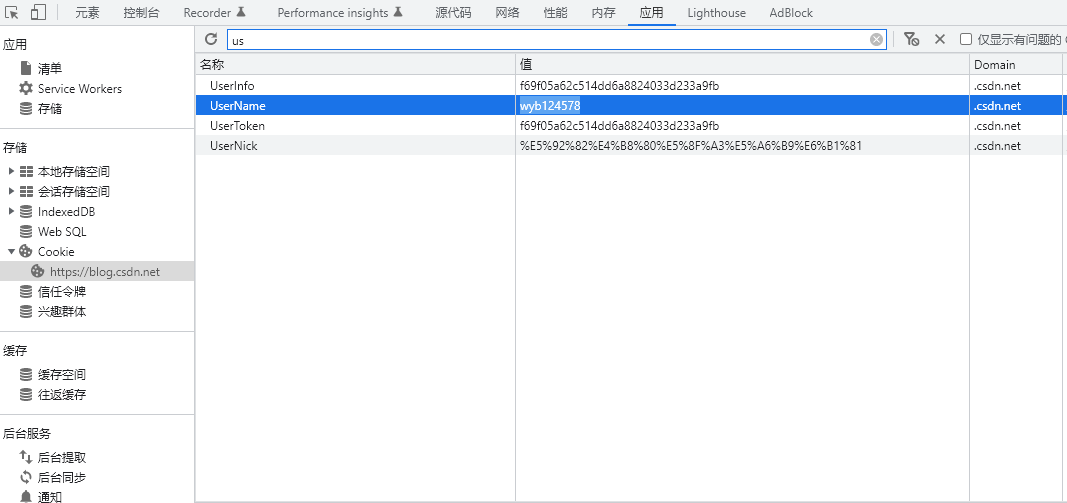 元素 控制台 Recorder Performance insights 源代码 网络 性能 内存 应用 Lighthouse AdBlock
应用
清单
Service Workers
存储
存储
本地存储空间
会话存储空间
IndexedDB
Web SQL
Cookie
https://blog.csdn.net
信任令牌
兴趣群体
缓存
缓存空间
往返缓存
后台服务
后台提取
后台同步
通知
us 仅显示有问题的
名称 值 Domain
UserInfo f69f05a62c514dd6a8824033d233a9fb .csdn.net
UserName wyb124578 .csdn.net
UserToken f69f05a62c514dd6a8824033d233a9fb .csdn.net
UserNick %E5%92%82%E4%B8%80%E5%8F%A3%E5%A6%B9%E6%B1%81 .csdn.net